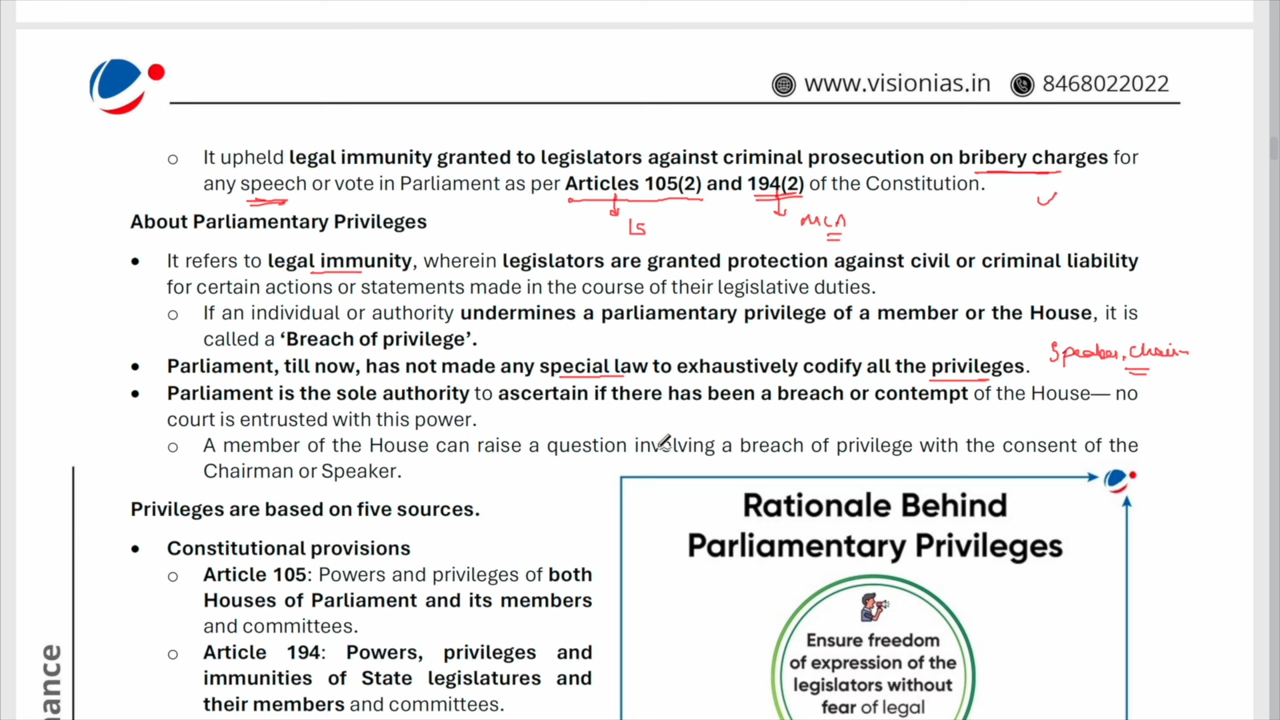 www.visionias.in 8468022022
o It upheld legal immunity granted to legislators against criminal prosecution on bribery charges for
any speech or vote in Parliament as per Articles 105(2) and 194(2) of the Constitution.
About Parliamentary Privileges
LS
MLA
• It refers to legal immunity, wherein legislators are granted protection against civil or criminal liability
for certain actions or statements made in the course of their legislative duties.
o If an individual or authority undermines a parliamentary privilege of a member or the House, it is
called a ‘Breach of privilege’.
Speaker, Chair
• Parliament, till now, has not made any special law to exhaustively codify all the privileges.
• Parliament is the sole authority to ascertain if there has been a breach or contempt of the House— no
court is entrusted with this power.
o A member of the House can raise a question involving a breach of privilege with the consent of the
Chairman or Speaker.
Privileges are based on five sources.
• Constitutional provisions
o Article 105: Powers and privileges of both
Houses of Parliament and its members
and committees.
o Article 194: Powers, privileges and
immunities of State legislatures and
their members and committees.
Rationale Behind
Parliamentary Privileges
Ensure freedom
of expression of the
legislators without
fear of legal
ance